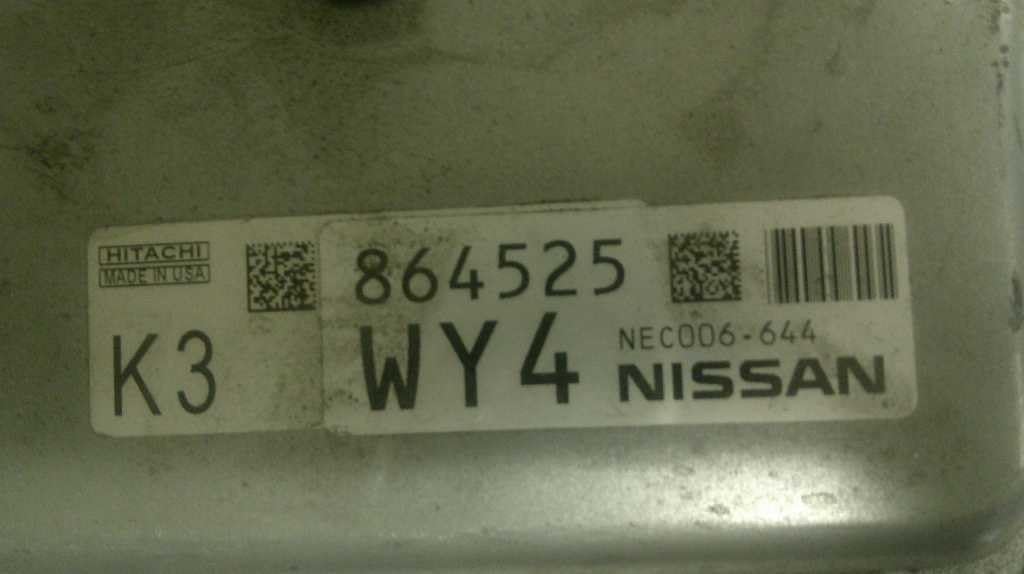 HITACHI
MADE IN USA
K3
864525
WY4
NEC006-644
NISSAN